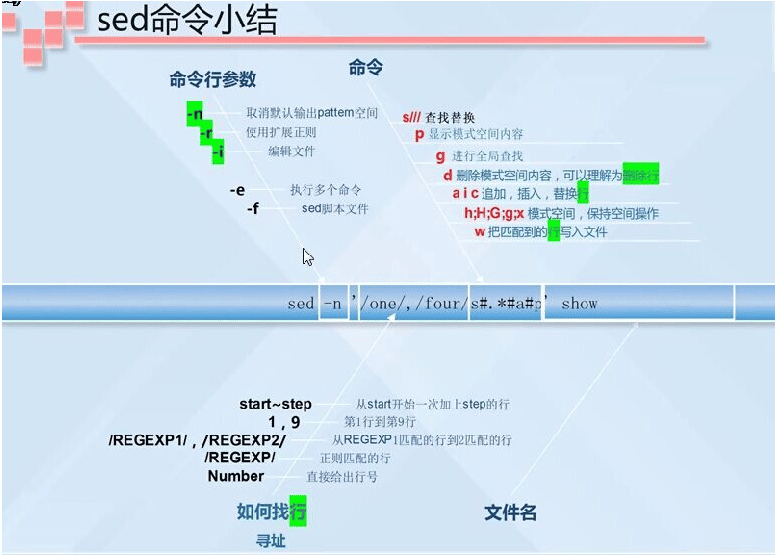 sed命令小结
命令行参数
-n 取消默认输出pattern空间
-r 使用扩展正则
-i 编辑文件
-e 执行多个命令
-f sed脚本文件
命令
s/// 查找替换
p 显示模式空间内容
g 进行全局查找
d 删除模式空间内容，可以理解为删除行
a i c 追加，插入，替换行
h;H;G;g;x 模式空间，保持空间操作
w 把匹配到的行写入文件
sed -n '/one/,/four/s#.*#a#p' show
start~step 从start开始一次加上step的行
1，9 第1行到第9行
/REGEXP1/，/REGEXP2/ 从REGEXP1匹配的行到2匹配的行
/REGEXP/ 正则匹配的行
Number 直接给出行号
如何找行
寻址
文件名